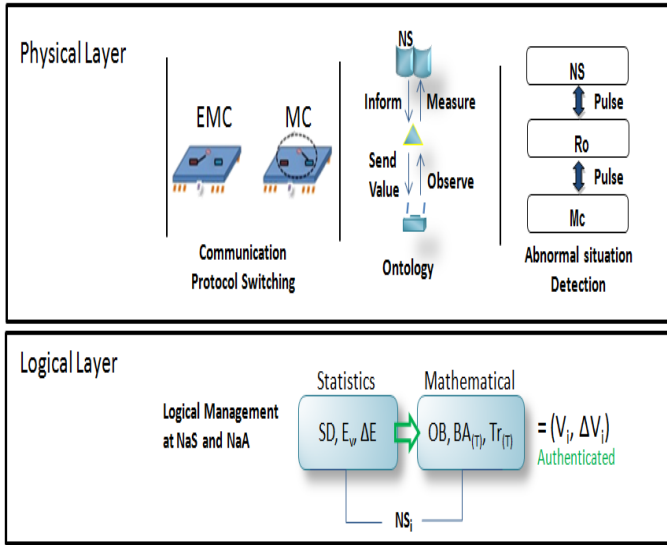 Physical Layer
EMC
MC
Communication
Protocol Switching
NS
Inform
Measure
Send
Value
Observe
Ontology
NS
Pulse
Ro
Pulse
Mc
Abnormal situation
Detection
Logical Layer
Logical Management
at NaS and NaA
Statistics
SD, Ev, ΔE
Mathematical
OB, BA(T), Tr(T)
= (Vi, ΔVi)
Authenticated
NSi